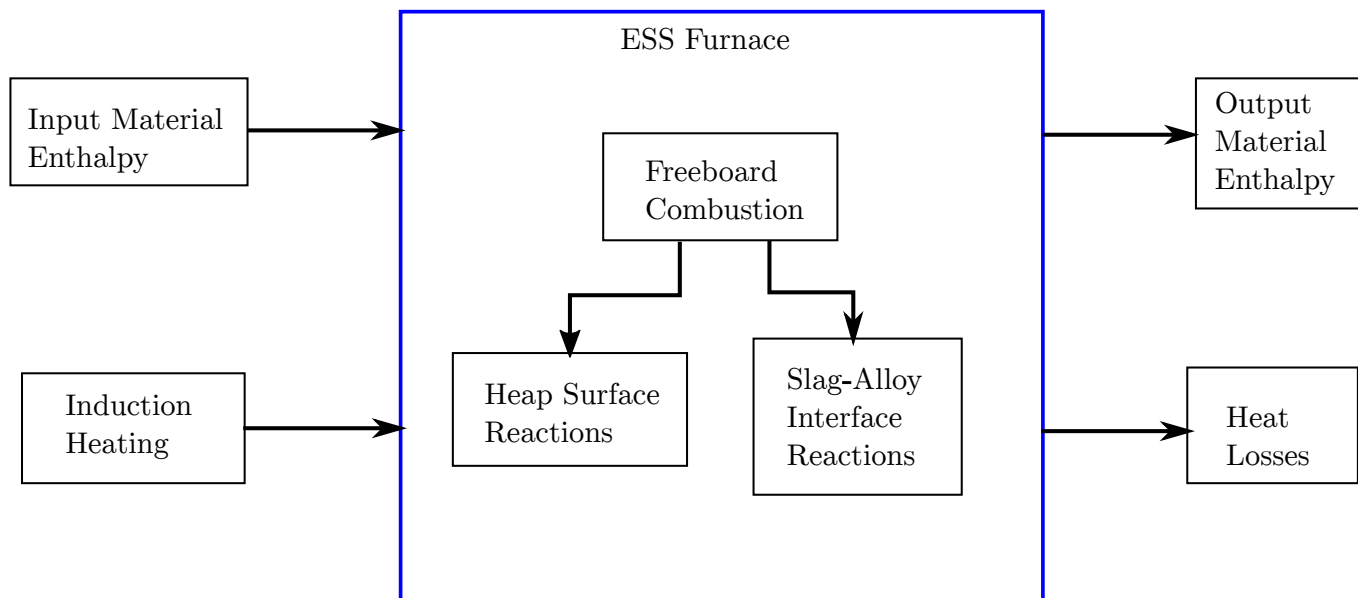 ESS Furnace
Input Material
Enthalpy
Output
Material
Enthalpy
Freeboard
Combustion
Induction
Heating
Heap Surface
Reactions
Slag-Alloy
Interface
Reactions
Heat
Losses